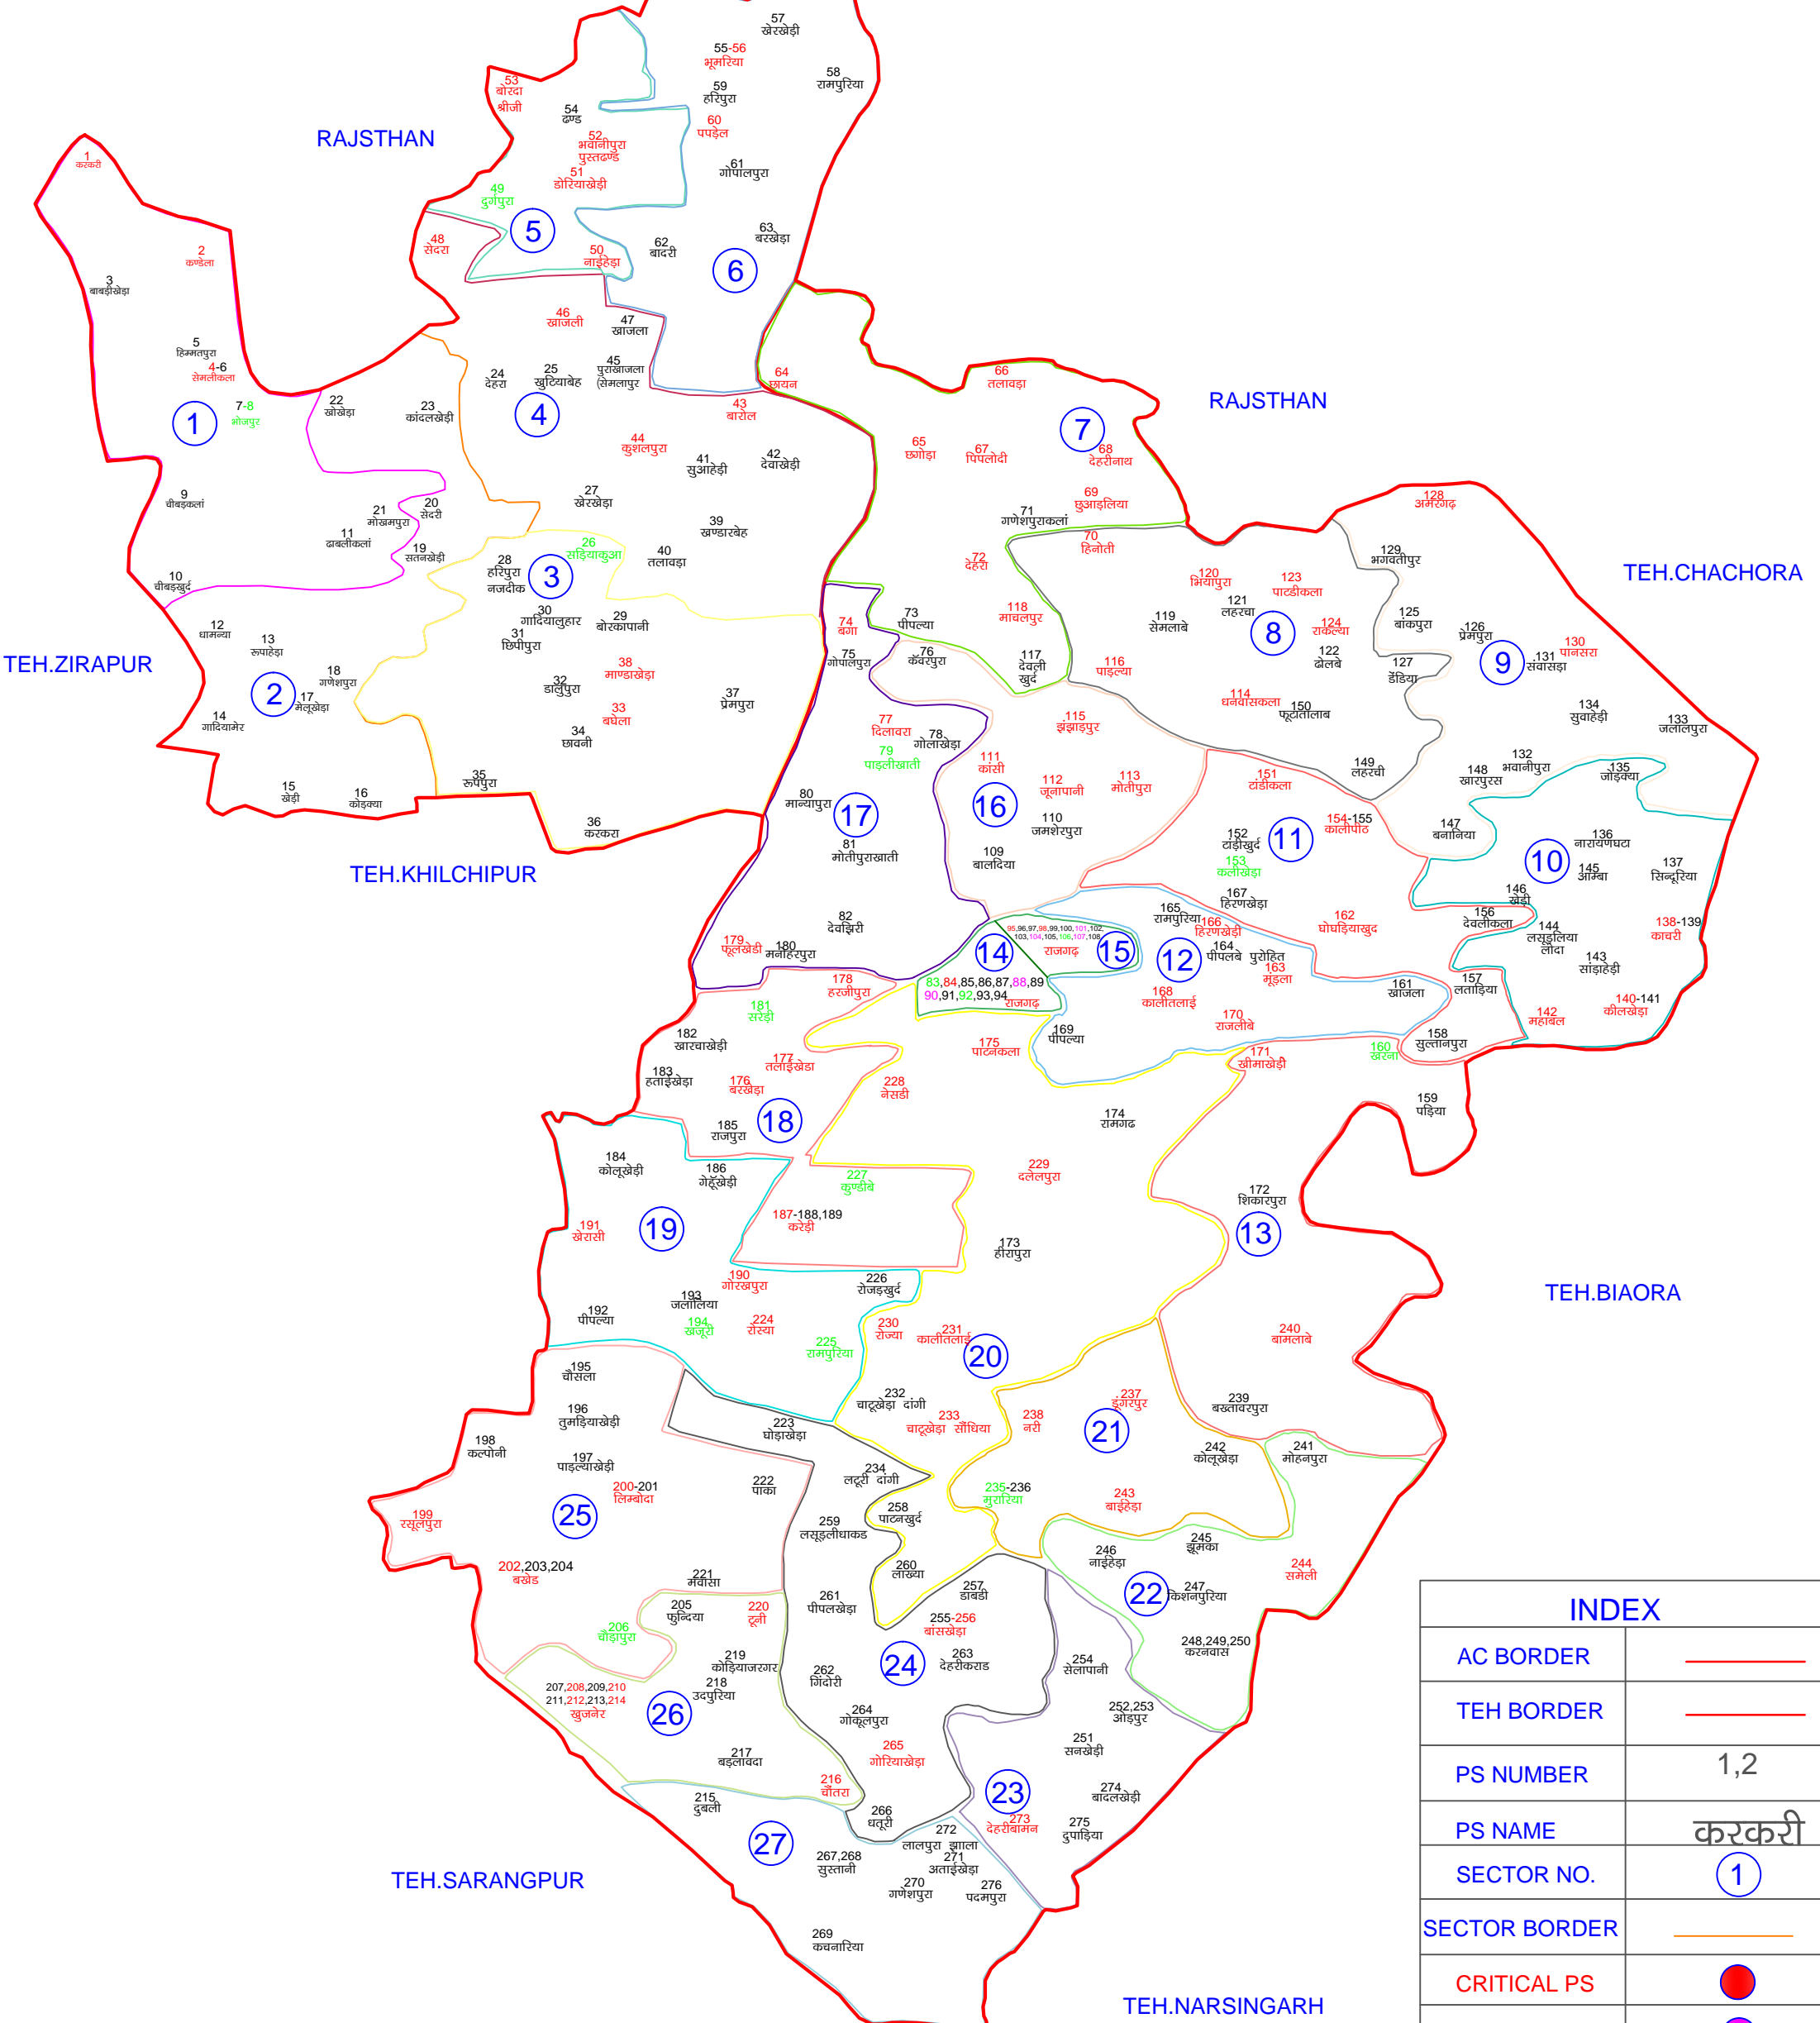 57
खेरखेड़ी
55-56
भूमरिया
58
रामपुरिया
59
हरिपुरा
53
बोरदा
श्रीजी
54
ढण्ड
60
पपड़ेल
52
भवानीपुरा
पुरतढण्ड
51
डोरियाखेड़ी
61
गोपालपुरा
RAJSTHAN
1
करकरी
49
दुर्गपुरा
5
48
सेदरा
50
नाईहेड़ा
62
बादरी
63
बरखेड़ा
6
2
कण्डेला
3
बाबड़ीखेड़ा
46
खाजली
47
खाजला
5
हिम्मतपुरा
4-6
सेमलीकला
7-8
भोजपुर
1
22
खोखेड़ा
23
कांदलखेड़ी
24
देहरा
25
खुटियाबेह
45
पुराखाजला
(सेमलापुर
4
64
छायन
43
बारोल
44
कुशलपुरा
41
सुआहेड़ी
42
देवाखेड़ी
66
तलावड़ा
RAJSTHAN
7
65
छगोड़ा
67
पिपलोदी
68
देहरीनाथ
69
छुआड़लिया
71
गणेशपुराकलां
70
हिनोती
72
देहरा
9
चीबड़कलां
21
मोखमपुरा
20
सेदरी
11
ढाबलीकलां
19
सतनखेड़ी
10
चीबड़खुर्द
27
खेरखेड़ा
39
खण्डारबेह
26
सड़ियाकुआ
40
तलावड़ा
28
हरिपुरा
नजदीक
3
30
गादियालुहार
29
बोरकापानी
31
छिपीपुरा
12
धामन्या
13
रूपाहेड़ा
18
गणेशपुरा
17
मेलूखेड़ा
2
14
गादियामेर
15
खेड़ी
16
कोड़क्या
TEH.ZIRAPUR
38
माण्डाखेड़ा
32
डालुपुरा
33
बघेला
34
छावनी
37
प्रेमपुरा
35
रूपपुरा
36
करकरा
TEH.KHILCHIPUR
128
अमरगढ़
129
भगवतीपुर
TEH.CHACHORA
120
भियापुरा
123
पाटडीकला
121
लहरचा
119
सेमलाबे
8
124
राकल्या
122
ढोलबे
125
बांकपुरा
126
प्रेमपुरा
9
131
संवासड़ा
130
पानसरा
127
डेंडिया
118
माचलपुर
73
पीपल्या
74
बगा
75
गोपालपुरा
76
कॅवरपुरा
117
देवली
खुर्द
116
पाड़ल्या
114
धनवासकला
150
फूटातालाब
134
सुवाहेड़ी
133
जलालपुरा
115
झंझाड़पुर
77
दिलावरा
78
गोलाखेड़ा
79
पाड़लीखाती
111
कांसी
112
जूनापानी
113
मोतीपुरा
149
लहरची
151
टांडीकला
148
खारपुरस
132
भवानीपुरा
135
जोड़क्या
80
मान्यापुरा
17
16
110
जमशेरपुरा
81
मोतीपुराखाती
109
बालदिया
154-155
कालीपीठ
152
टांड़ीखुर्द
11
153
कलीखेड़ा
147
बनानिया
136
नारायणघटा
10
145
आम्बा
137
सिन्दूरिया
146
खेड़ी
167
हिरणखेड़ा
165
रामपुरिया
166
हिरणखेड़ी
162
घोघड़ियाखुद
156
देवलीकला
144
लसूड़लिया
लोदा
138-139
काचरी
82
देवझिरी
179
फूलखेडी
180
मनोहरपुरा
14
95,96,97,98,99,100,101,102,
103,104,105,106,107,108
राजगढ़
15
12
164
पीपलबे पुरोहित
163
मूंड़ला
143
सांड़ाहेड़ी
83,84,85,86,87,88,89
90,91,92,93,94
राजगढ़
178
हरजीपुरा
168
कालीतलाई
161
खाजला
157
लताड़िया
140-141
कीलखेड़ा
142
महाबल
181
सरेड़ी
170
राजलीबे
169
पीपल्या
158
सुल्तानपुरा
160
खरना
182
खारचाखेड़ी
175
पाटनकला
171
खीमाखेड़ी
177
तलाईखेडा
183
हताईखेड़ा
176
बरखेड़ा
228
नेसडी
18
185
राजपुरा
174
रामगढ
159
पड़िया
184
कोलूखेड़ी
186
गेहूॅखेड़ी
227
कुण्डीबे
229
दलेलपुरा
172
शिकारपुरा
13
19
191
खेरासी
187-188,189
करेड़ी
173
हीरापुरा
190
गोरखपुरा
226
रोजड़खुर्द
TEH.BIAORA
193
जलालिया
192
पीपल्या
194
खजूरी
224
रोस्या
225
रामपुरिया
230
रोज्या
231
कालीतलाई
20
240
बामलाबे
195
चौसला
232
चाटूखेड़ा दांगी
233
चाटूखेड़ा सौंधिया
238
नरी
237
डूंगरपुर
239
बख्तावरपुरा
21
196
तुमड़ियाखेड़ी
223
घोड़ाखेड़ा
198
कल्पोनी
197
पाड़ल्याखेड़ी
242
कोलूखेड़ा
241
मोहनपुरा
200-201
लिम्बोदा
222
पाका
234
लटूरी दांगी
235-236
मुरारिया
243
बाईहेड़ा
25
199
रसूलपुरा
259
लसूड़लीधाकड
258
पाटनखुर्द
245
झूमका
246
नाईहेड़ा
244
समेली
202,203,204
बखेड
221
मवासा
260
लाख्या
257
डाबडी
22
247
किशनपुरिया
205
फुन्दिया
220
टूनी
261
पीपलखेड़ा
255-256
बांसखेड़ा
206
चौड़ापुरा
219
कोड़ियाजरगर
262
गिंदोरी
24
263
देहरीकराड
254
सेलापानी
248,249,250
करनवास
207,208,209,210
211,212,213,214
खुजनेर
218
उदपुरिया
26
264
गोकूलपुरा
252,253
ओड़पुर
217
बड़लावदा
265
गोरियाखेड़ा
251
सनखेड़ी
216
चौंतरा
23
274
बादलखेड़ी
215
दुबली
266
धतूरी
273
देहरीबामन
275
दुपाड़िया
27
272
लालपुरा झााला
267,268
सुस्तानी
271
अताईखेड़ा
270
गणेशपुरा
276
पदमपुरा
TEH.SARANGPUR
269
कचनारिया
TEH.NARSINGARH
INDEX
AC BORDER
TEH BORDER
PS NUMBER 1,2
PS NAME करकरी
SECTOR NO. 1
SECTOR BORDER
CRITICAL PS